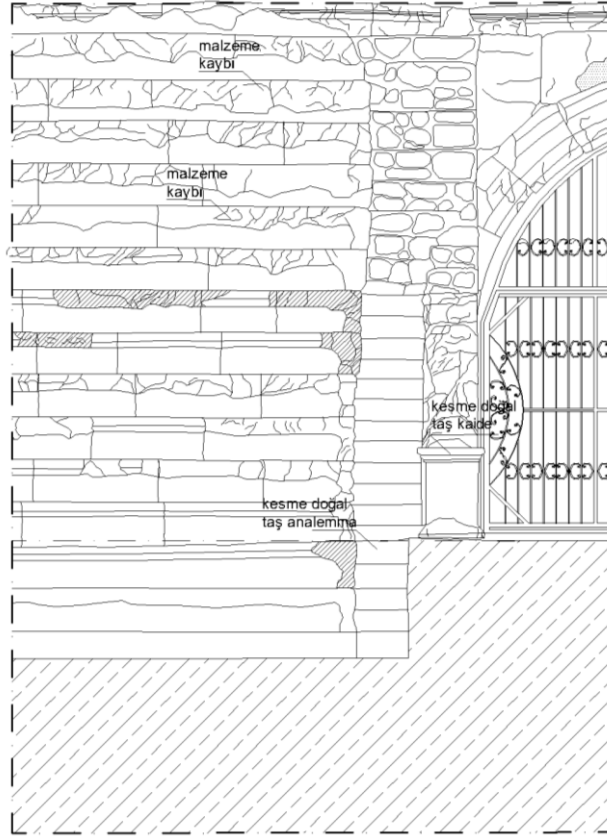 malzeme
kaybı
malzeme
kaybı
kesme doğal
taş kaide
kesme doğal
taş analemma